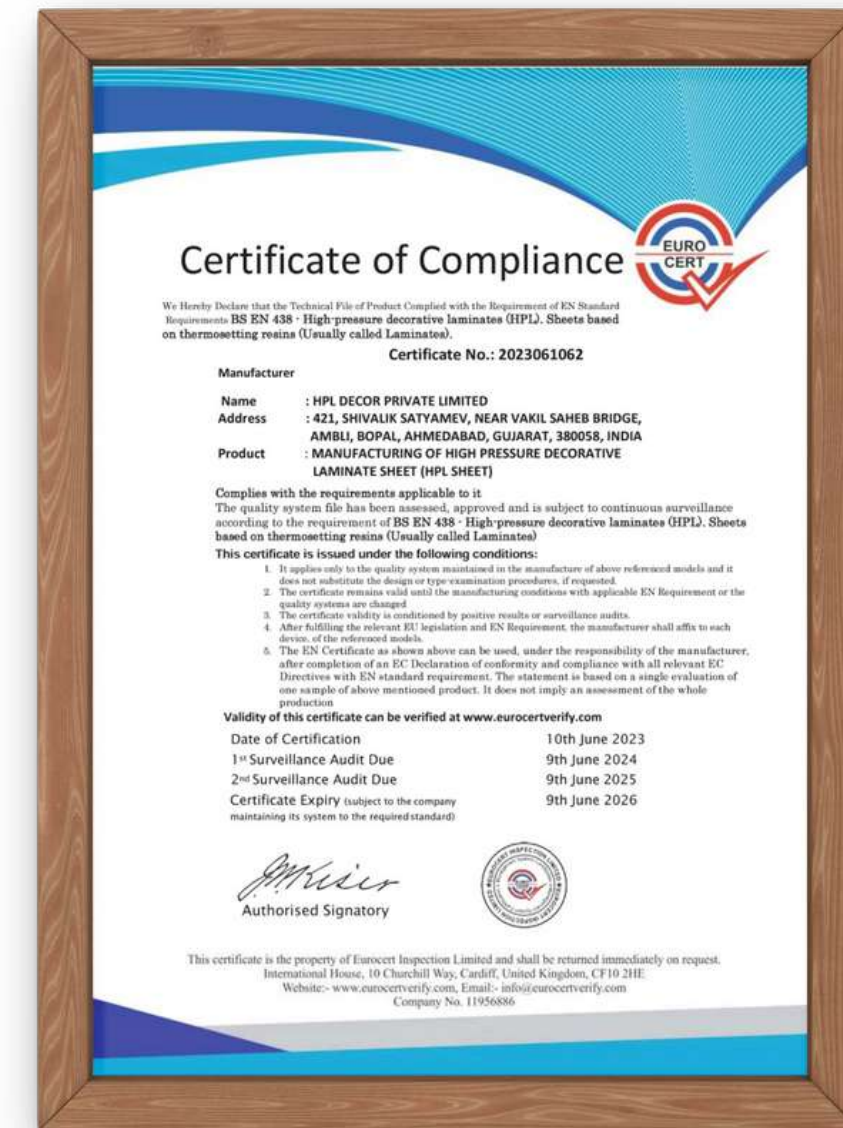 EURO
CERT
Certificate of Compliance
We Hereby Declare that the Technical File of Product Complied with the Requirement of EN Standard
Requirements BS EN 438 - High-pressure decorative laminates (HPL). Sheets based
on thermosetting resins (Usually called Laminates).
Certificate No.: 2023061062
Manufacturer
Name : HPL DECOR PRIVATE LIMITED
Address : 421, SHIVALIK SATYAMEV, NEAR VAKIL SAHEB BRIDGE,
AMBLI, BOPAL, AHMEDABAD, GUJARAT, 380058, INDIA
Product : MANUFACTURING OF HIGH PRESSURE DECORATIVE
LAMINATE SHEET (HPL SHEET)
Complies with the requirements applicable to it
The quality system file has been assessed, approved and is subject to continuous surveillance
according to the requirement of BS EN 438 - High-pressure decorative laminates (HPL). Sheets
based on thermosetting resins (Usually called Laminates)
This certificate is issued under the following conditions:
1. It applies only to the quality system maintained in the manufacture of above referenced models and it
does not substitute the design or type-examination procedures, if requested.
2. The certificate remains valid until the manufacturing conditions with applicable EN Requirement or the
quality systems are changed
3. The certificate validity is conditioned by positive results or surveillance audits.
4. After fulfilling the relevant EU legislation and EN Requirement, the manufacturer shall affix to each
device, of the referenced models.
5. The EN Certificate as shown above can be used, under the responsibility of the manufacturer,
after completion of an EC Declaration of conformity and compliance with all relevant EC
Directives with EN standard requirement. The statement is based on a single evaluation of
one sample of above mentioned product. It does not imply an assessment of the whole
production
Validity of this certificate can be verified at www.eurocertverify.com
Date of Certification 10th June 2023
1st Surveillance Audit Due 9th June 2024
2nd Surveillance Audit Due 9th June 2025
Certificate Expiry (subject to the company 9th June 2026
maintaining its system to the required standard)
Authorised Signatory
EUROCERT INSPECTION LIMITED
This certificate is the property of Eurocert Inspection Limited and shall be returned immediately on request.
International House, 10 Churchill Way, Cardiff, United Kingdom, CF10 2HE
Website:- www.eurocertverify.com, Email:- info@eurocertverify.com
Company No. 11956886